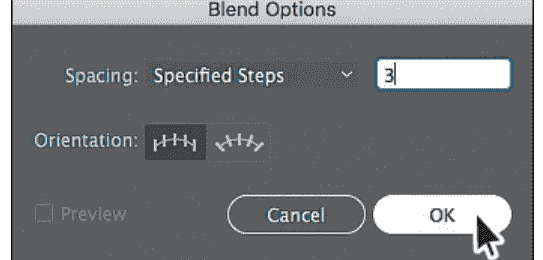 Blend Options
Spacing: Specified Steps 3
Orientation:
Preview
Cancel OK